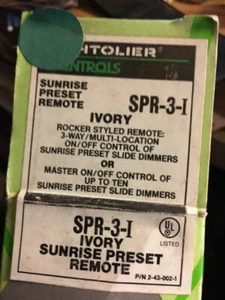 NTOLIER
NTROLS
SUNRISE
PRESET
REMOTE
SPR-3-I
IVORY
ROCKER STYLED REMOTE:
3-WAY/MULTI-LOCATION
ON/OFF CONTROL OF
SUNRISE PRESET SLIDE DIMMERS
OR
MASTER ON/OFF CONTROL OF
UP TO TEN
SUNRISE PRESET SLIDE DIMMERS
SPR-3-I
IVORY
SUNRISE PRESET
REMOTE
UL
LISTED
P/N 2-43-002-1